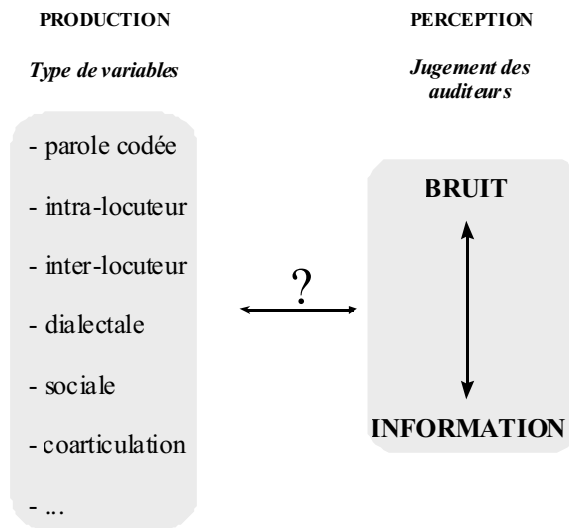 PRODUCTION
Type de variables
- parole codée
- intra-locuteur
- inter-locuteur
- dialectale
- sociale
- coarticulation
- ...
?
PERCEPTION
Jugement des
auditeurs
BRUIT
INFORMATION